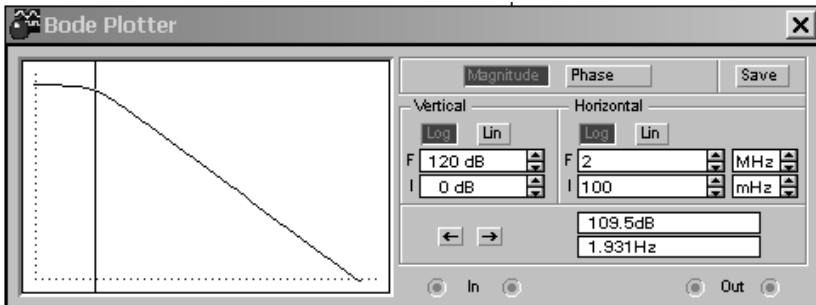 Bode Plotter
Magnitude Phase Save
Vertical Horizontal
Log Lin Log Lin
F 120 dB F 2 MHz
I 0 dB I 100 mHz
109.5dB
← → 1.931Hz
In Out